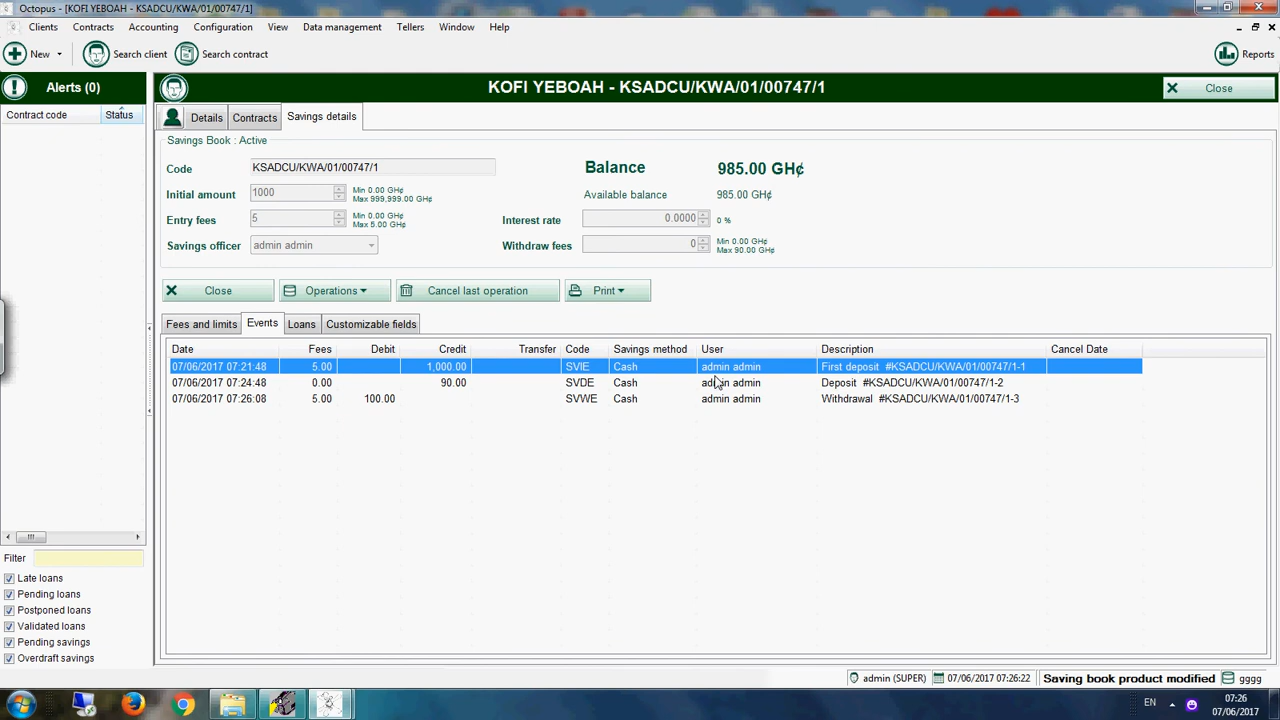 Octopus - [KOFI YEBOAH - KSADCU/KWA/01/00747/1]
Clients Contracts Accounting Configuration View Data management Tellers Window Help
New Search client Search contract Reports
Alerts (0)
KOFI YEBOAH - KSADCU/KWA/01/00747/1
Close
Contract code Status
Details Contracts Savings details
Savings Book : Active
Code KSADCU/KWA/01/00747/1 Balance 985.00 GH¢
Initial amount 1000 Min 0.00 GH¢ Max 999,999.00 GH¢ Available balance 985.00 GH¢
Entry fees 5 Min 0.00 GH¢ Max 5.00 GH¢ Interest rate 0.0000 0 %
Savings officer admin admin Withdraw fees 0 Min 0.00 GH¢ Max 90.00 GH¢
Close Operations Cancel last operation Print
Fees and limits Events Loans Customizable fields
Date Fees Debit Credit Transfer Code Savings method User Description Cancel Date
07/06/2017 07:21:48 5.00 1,000.00 SVIE Cash admin admin First deposit #KSADCU/KWA/01/00747/1-1
07/06/2017 07:24:48 0.00 90.00 SVDE Cash admin admin Deposit #KSADCU/KWA/01/00747/1-2
07/06/2017 07:26:08 5.00 100.00 SVWE Cash admin admin Withdrawal #KSADCU/KWA/01/00747/1-3
Filter
Late loans
Pending loans
Postponed loans
Validated loans
Pending savings
Overdraft savings
admin (SUPER) 07/06/2017 07:26:22 Saving book product modified gggg
EN 07:26
07/06/2017